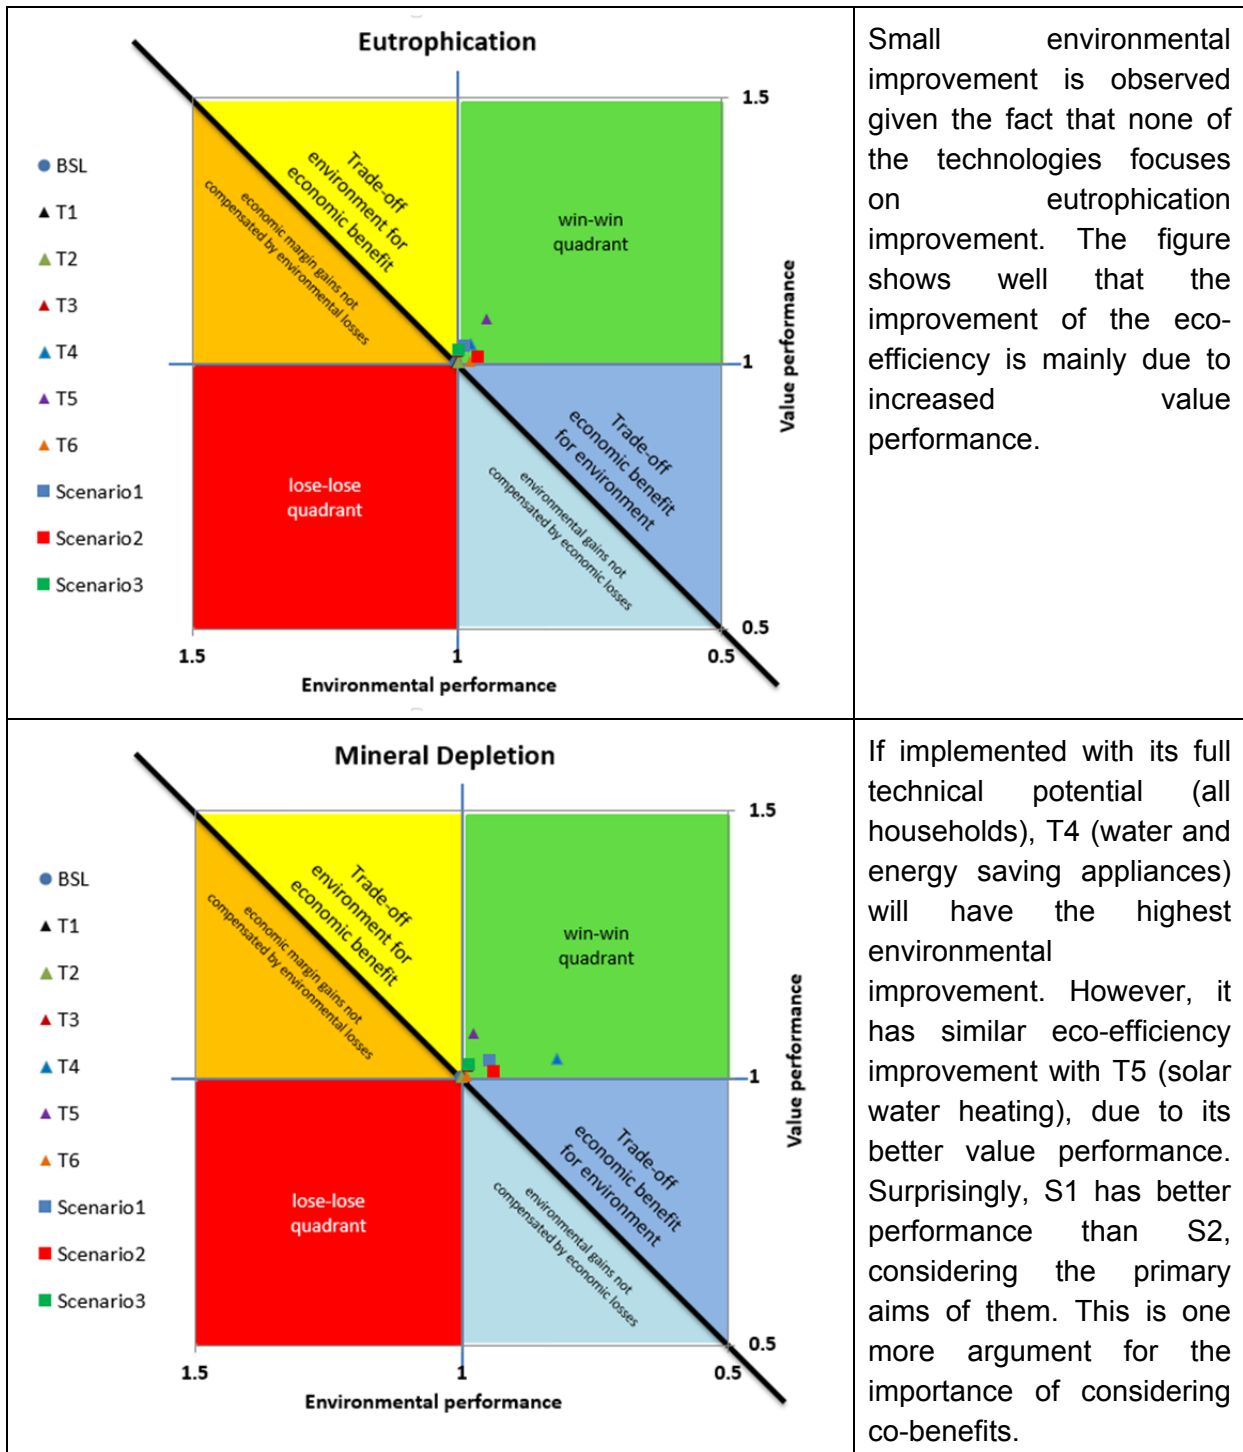 Eutrophication
1.5
BSL
T1
T2
T3
T4
T5
T6
Scenario1
Scenario2
Scenario3
Trade-off
environment for
economic benefit
economic margin gains not
compensated by environmental losses
win-win
quadrant
Value performance
1
lose-lose
quadrant
Trade-off
economic benefit
for environment
environmental gains not
compensated by economic losses
0.5
1.5
1
0.5
Environmental performance
Small environmental
improvement is observed
given the fact that none of
the technologies focuses
on eutrophication
improvement. The figure
shows well that the
improvement of the eco-
efficiency is mainly due to
increased value
performance.
Mineral Depletion
1.5
BSL
T1
T2
T3
T4
T5
T6
Scenario1
Scenario2
Scenario3
Trade-off
environment for
economic benefit
economic margin gains not
compensated by environmental losses
win-win
quadrant
Value performance
1
lose-lose
quadrant
Trade-off
economic benefit
for environment
environmental gains not
compensated by economic losses
0.5
1.5
1
0.5
Environmental performance
If implemented with its full
technical potential (all
households), T4 (water and
energy saving appliances)
will have the highest
environmental
improvement. However, it
has similar eco-efficiency
improvement with T5 (solar
water heating), due to its
better value performance.
Surprisingly, S1 has better
performance than S2,
considering the primary
aims of them. This is one
more argument for the
importance of considering
co-benefits.